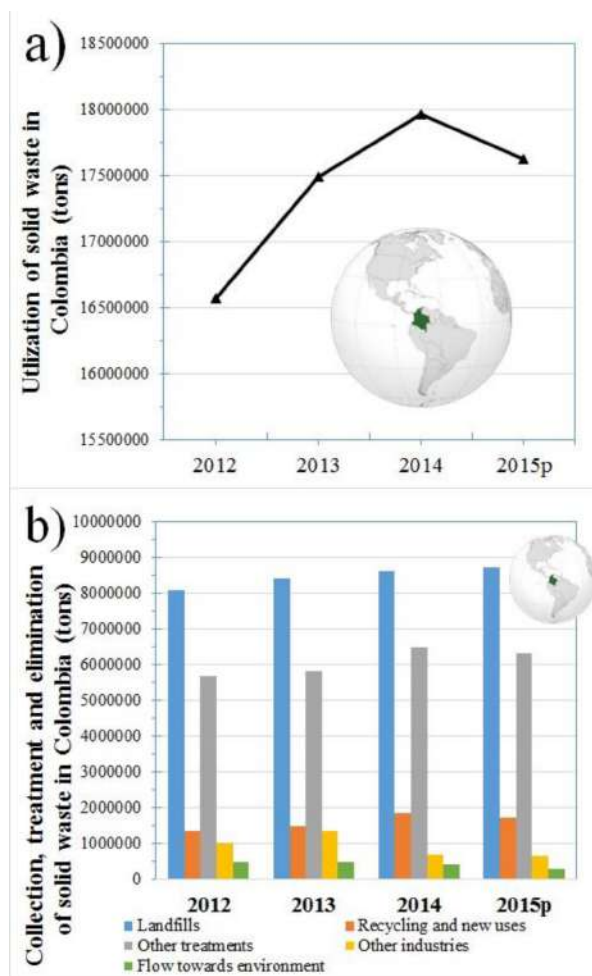 a)
Utlization of solid waste in
Colombia (tons)
18500000
18000000
17500000
17000000
16500000
16000000
15500000
2012 2013 2014 2015p
b)
Collection, treatment and elimination
of solid waste in Colombia (tons)
10000000
9000000
8000000
7000000
6000000
5000000
4000000
3000000
2000000
1000000
0
2012 2013 2014 2015p
Landfills Recycling and new uses
Other treatments Other industries
Flow towards environment